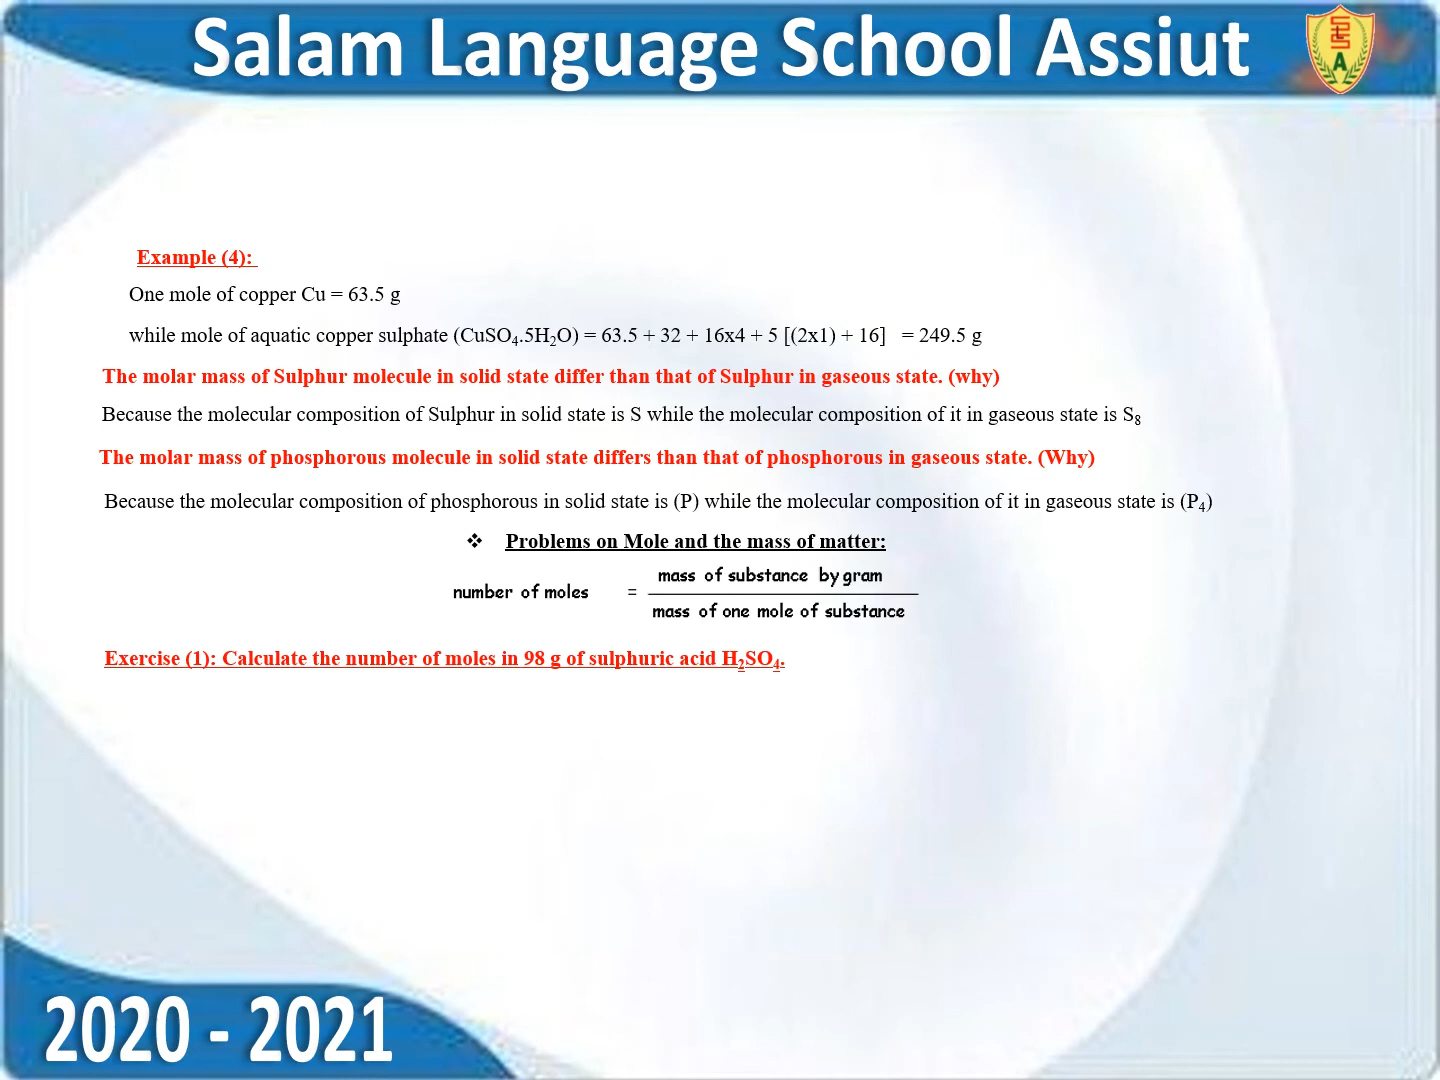 Salam Language School Assiut
Example (4):
One mole of copper Cu = 63.5 g
while mole of aquatic copper sulphate (CuSO₄.5H₂O) = 63.5 + 32 + 16x4 + 5 [(2x1) + 16] = 249.5 g
The molar mass of Sulphur molecule in solid state differ than that of Sulphur in gaseous state. (why)
Because the molecular composition of Sulphur in solid state is S while the molecular composition of it in gaseous state is S₈
The molar mass of phosphorous molecule in solid state differs than that of phosphorous in gaseous state. (Why)
Because the molecular composition of phosphorous in solid state is (P) while the molecular composition of it in gaseous state is (P₄)
❖ Problems on Mole and the mass of matter:
mass of substance by gram
number of moles =
mass of one mole of substance
Exercise (1): Calculate the number of moles in 98 g of sulphuric acid H₂SO₄.
2020 - 2021